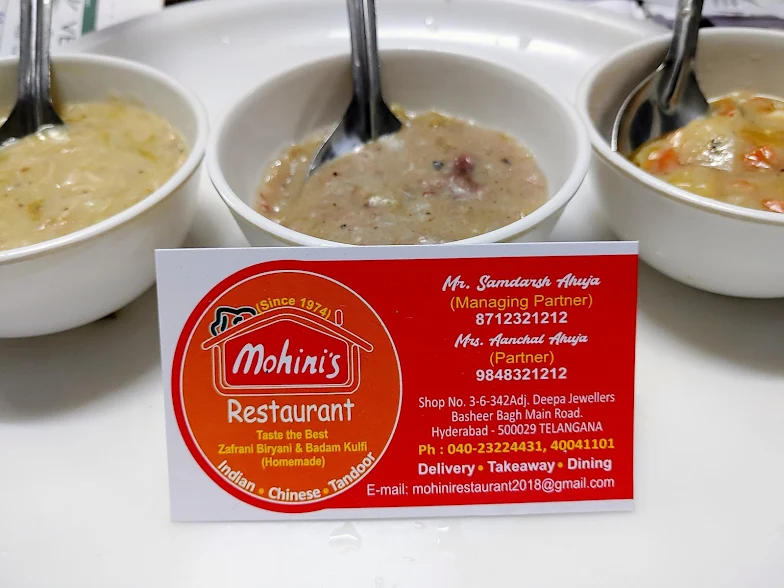 (Since 1974)
Mohini's
Restaurant
Taste the Best
Zafrani Biryani & Badam Kulfi
(Homemade)
Indian • Chinese • Tandoor
Mr. Samdarsh Ahuja
(Managing Partner)
8712321212
Mrs. Aanchal Ahuja
(Partner)
9848321212
Shop No. 3-6-342Adj. Deepa Jewellers
Basheer Bagh Main Road.
Hyderabad - 500029 TELANGANA
Ph : 040-23224431, 40041101
Delivery • Takeaway • Dining
E-mail: mohinirestaurant2018@gmail.com